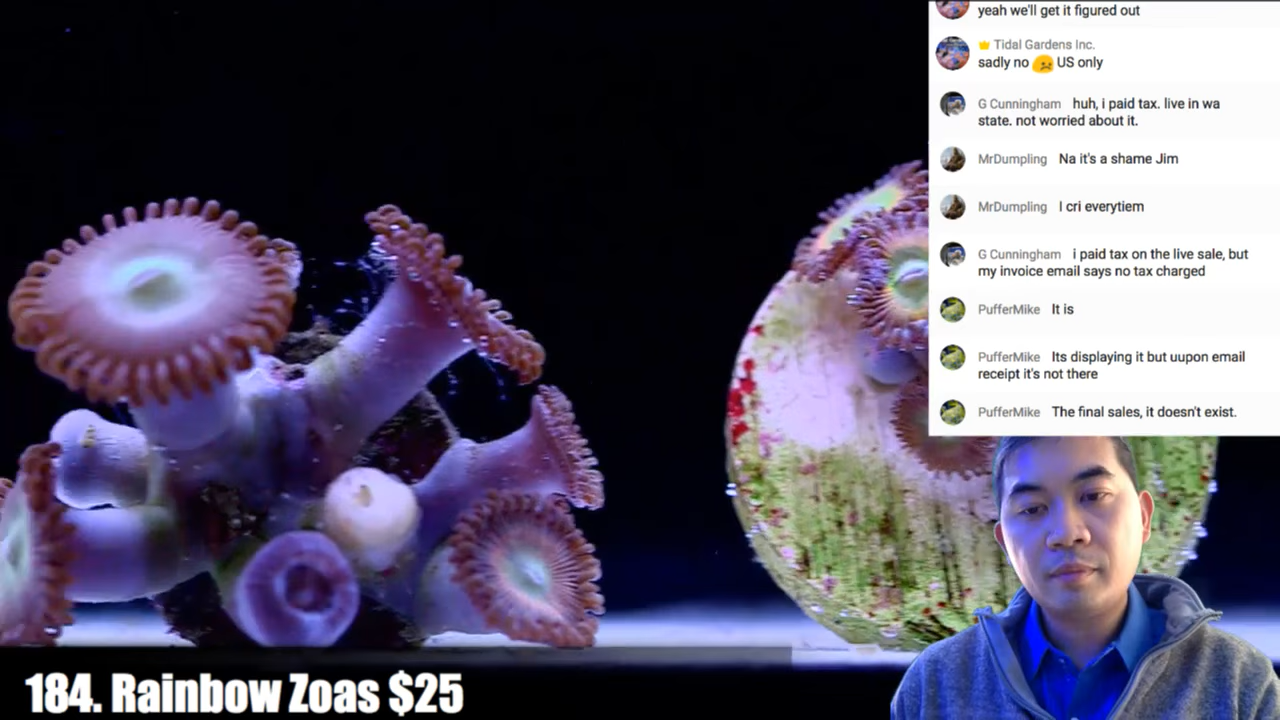 yeah we'll get it figured out
Tidal Gardens Inc.
sadly no US only
G Cunningham huh, i paid tax. live in wa
state. not worried about it.
MrDumpling Na it's a shame Jim
MrDumpling I cri everytiem
G Cunningham i paid tax on the live sale, but
my invoice email says no tax charged
PufferMike It is
PufferMike Its displaying it but uupon email
receipt it's not there
PufferMike The final sales, it doesn't exist.
184. Rainbow Zoas $25